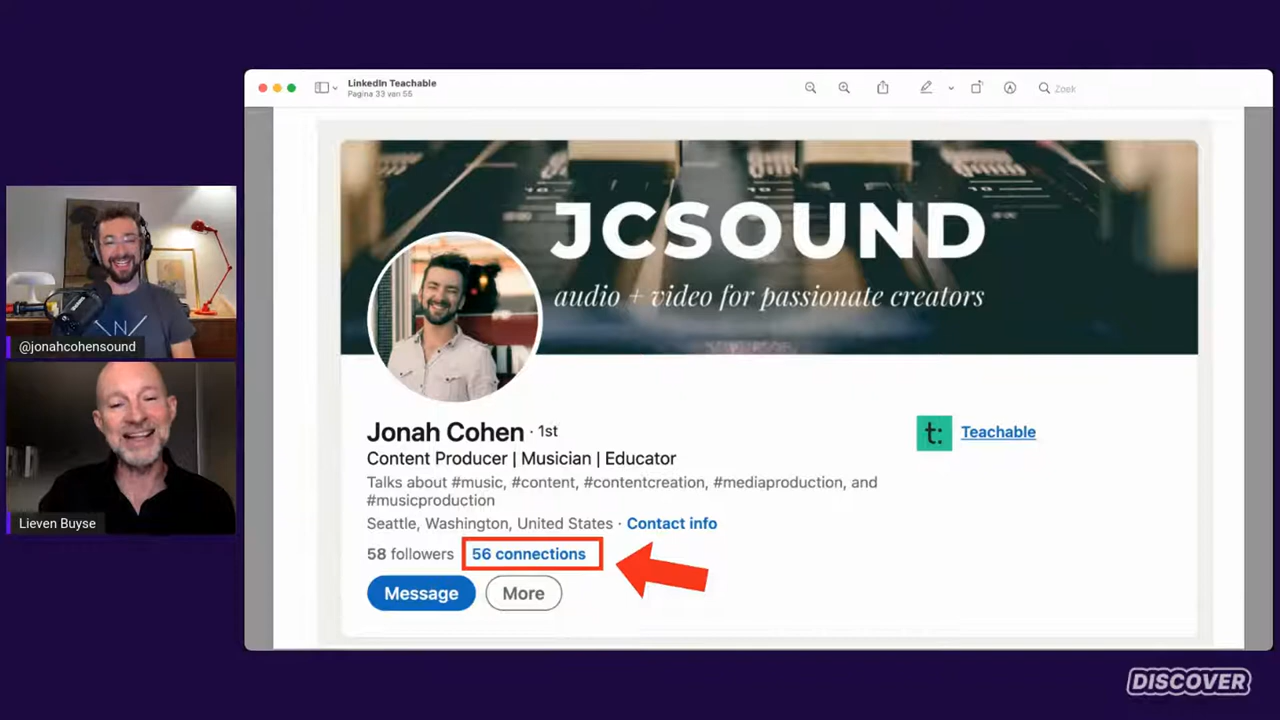 LinkedIn Teachable
Pagina 33 van 55
Zoek
JCSOUND
audio + video for passionate creators
@jonahcohensound
Lieven Buyse
Jonah Cohen · 1st
Content Producer | Musician | Educator
Talks about #music, #content, #contentcreation, #mediaproduction, and
#musicproduction
Seattle, Washington, United States · Contact info
58 followers 56 connections
Message More
t: Teachable
DISCOVER